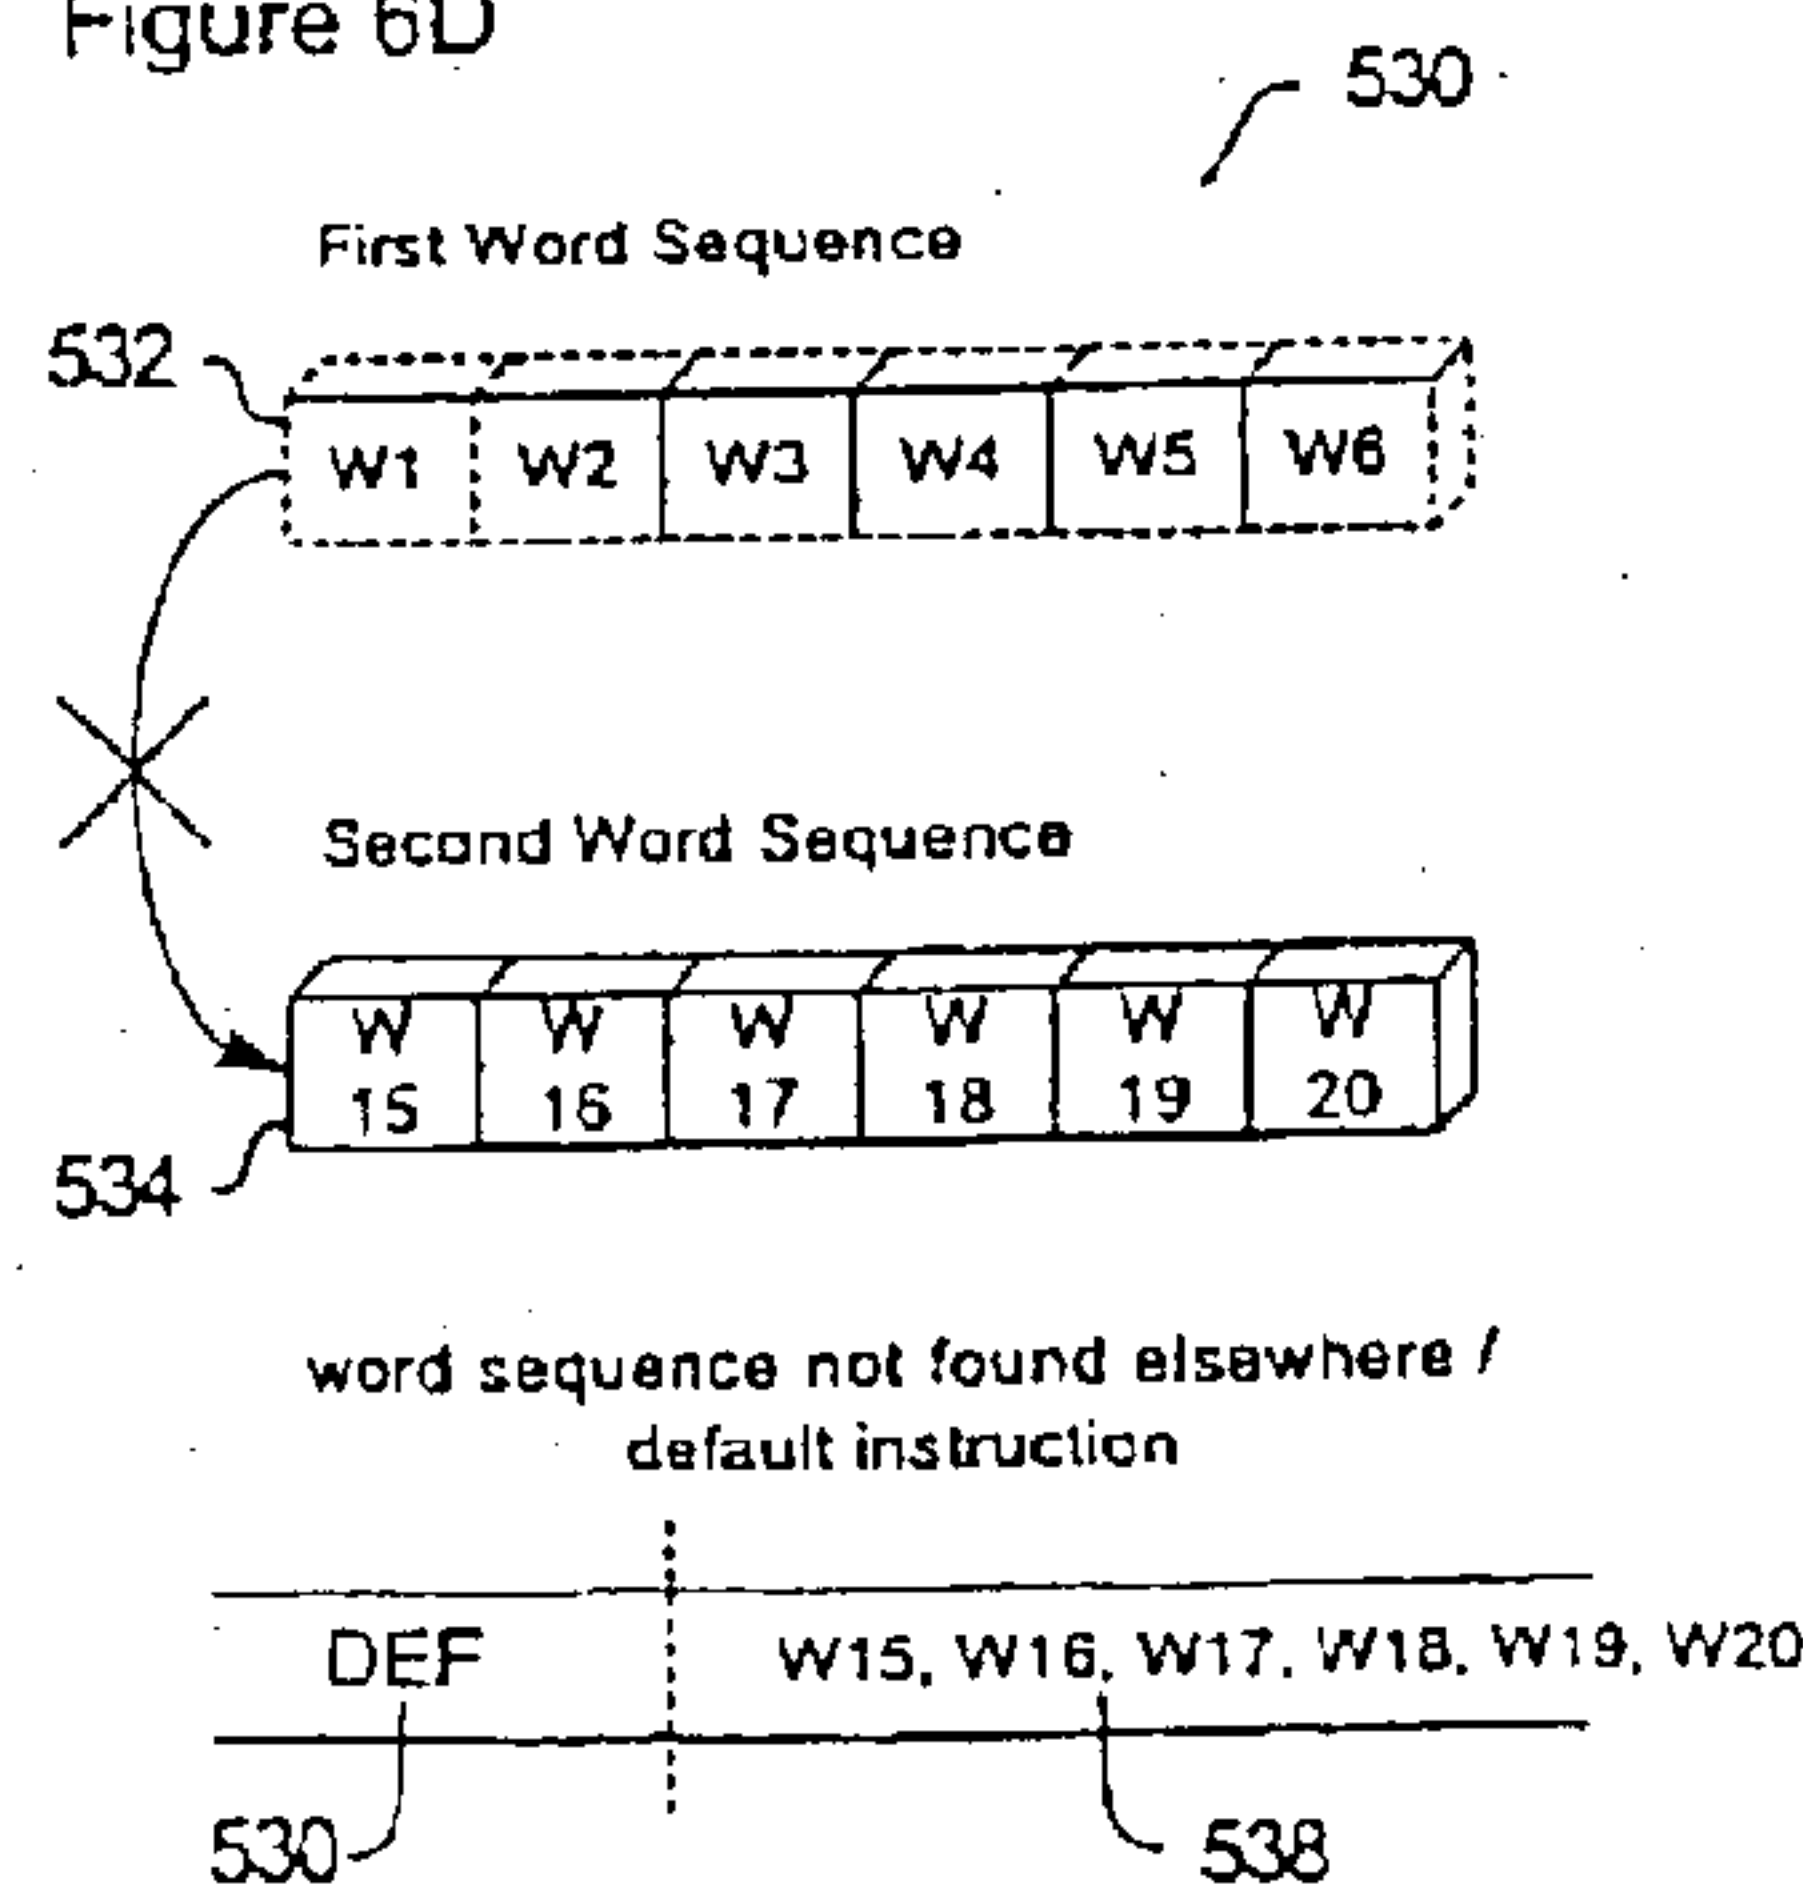 Figure 6D
530
First Word Sequence
532
W1 W2 W3 W4 W5 W6
Second Word Sequence
W W W W W W
15 16 17 18 19 20
534
word sequence not found elsewhere /
default instruction
DEF W15, W16, W17, W18, W19, W20
530 538